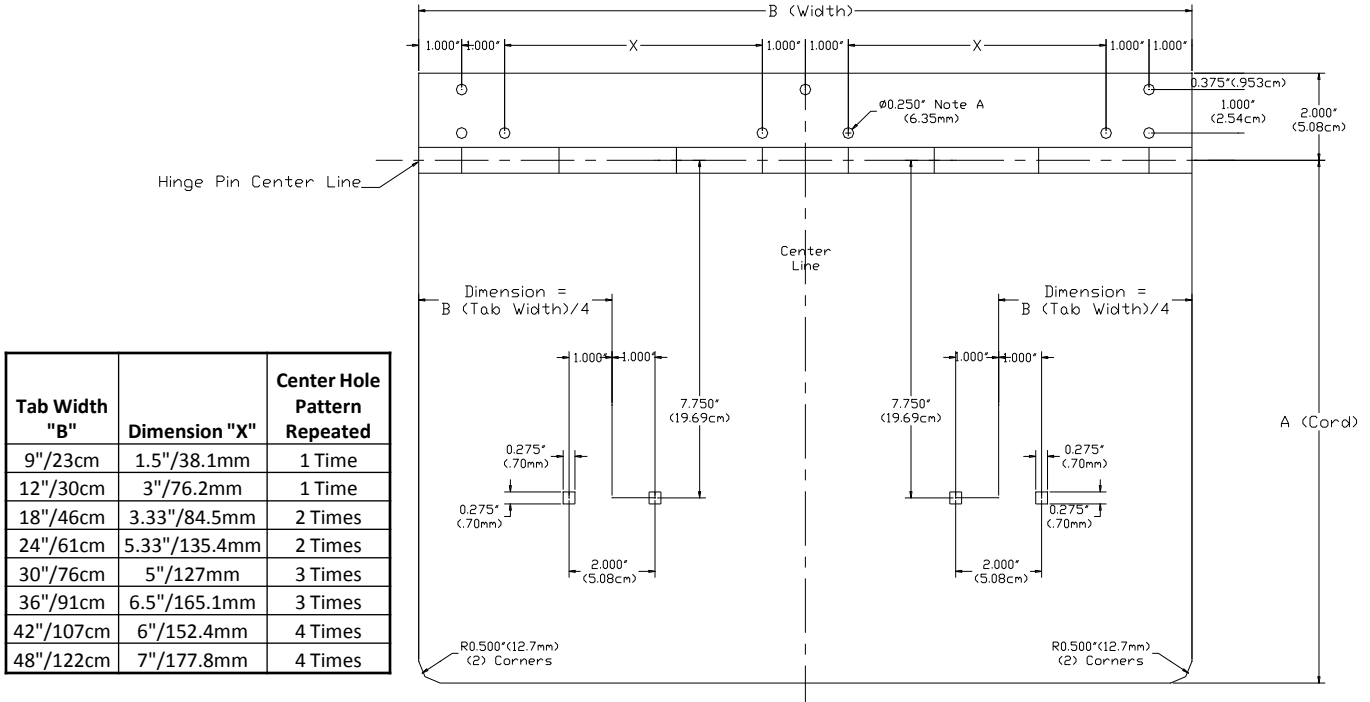 B (Width)
1.000" 1.000" X 1.000" 1.000" X 1.000" 1.000"
0.375"(.953cm)
Ø0.250" Note A
(6.35mm)
1.000"
(2.54cm)
2.000"
(5.08cm)
Hinge Pin Center Line
Center
Line
Dimension =
B (Tab Width)/4
Dimension =
B (Tab Width)/4
1.000" 1.000"
1.000" 1.000"
7.750"
(19.69cm)
7.750"
(19.69cm)
A (Cord)
0.275"
(.70mm)
0.275"
(.70mm)
0.275"
(.70mm)
0.275"
(.70mm)
2.000"
(5.08cm)
2.000"
(5.08cm)
R0.500"(12.7mm)
(2) Corners
R0.500"(12.7mm)
(2) Corners
Tab Width
"B"
Dimension "X"
Center Hole
Pattern
Repeated
9"/23cm 1.5"/38.1mm 1 Time
12"/30cm 3"/76.2mm 1 Time
18"/46cm 3.33"/84.5mm 2 Times
24"/61cm 5.33"/135.4mm 2 Times
30"/76cm 5"/127mm 3 Times
36"/91cm 6.5"/165.1mm 3 Times
42"/107cm 6"/152.4mm 4 Times
48"/122cm 7"/177.8mm 4 Times